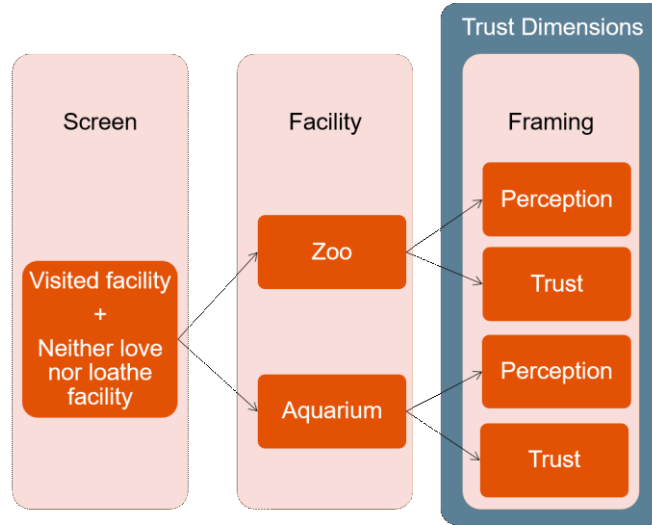 Trust Dimensions
Screen
Facility
Framing
Visited facility
+
Neither love
nor loathe
facility
Zoo
Aquarium
Perception
Trust
Perception
Trust